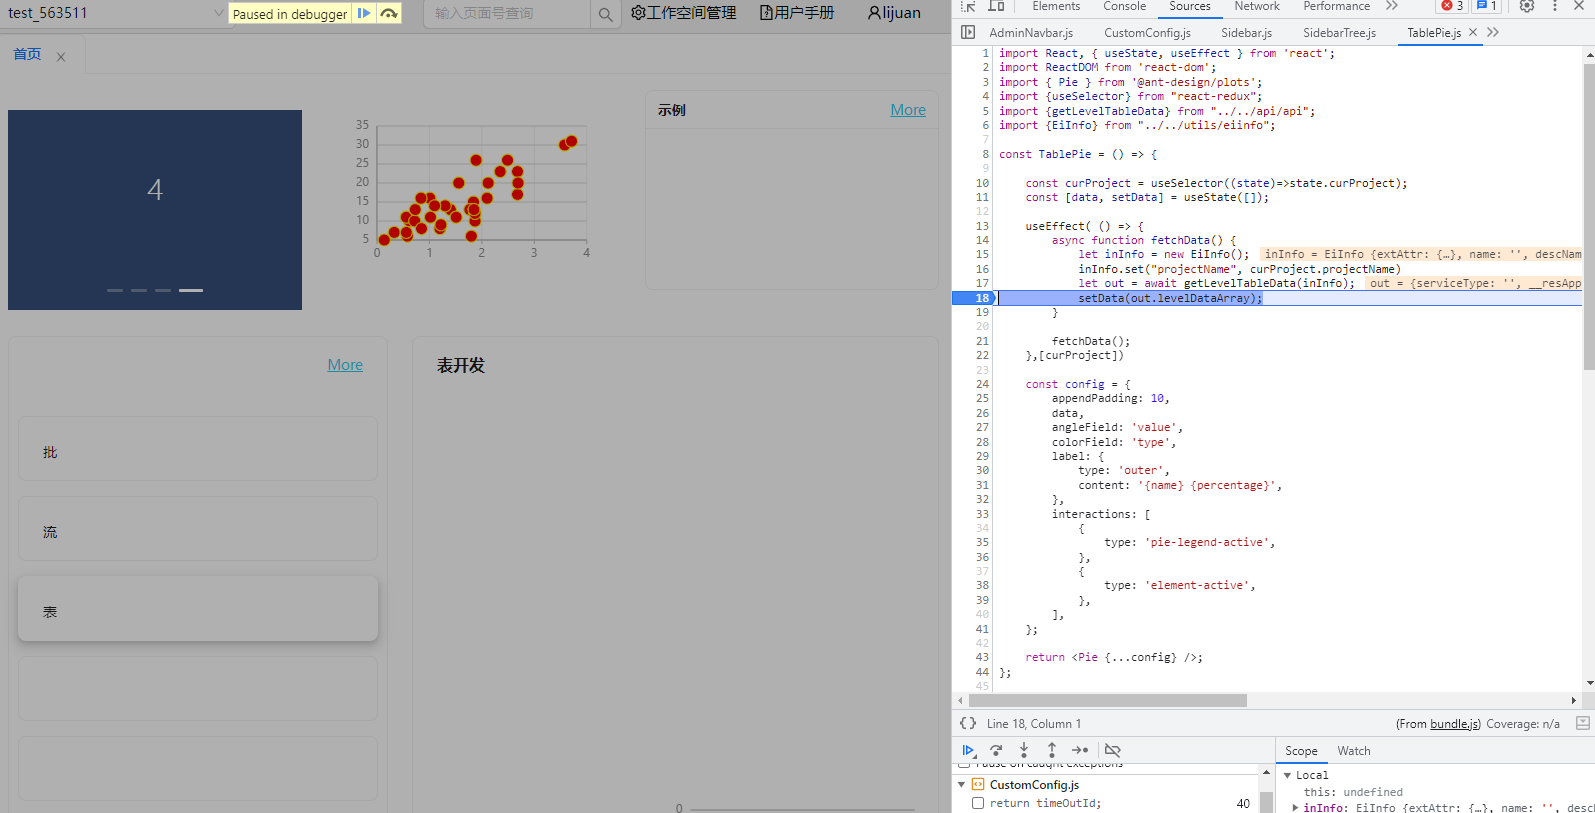 test_563511
Paused in debugger
输入页面号查询
工作空间管理
用户手册
lijuan
首页
4
35
30
25
20
15
10
5
0 1 2 3 4
示例
More
More
批
流
表
表开发
0
Elements Console Sources Network Performance 3 1
AdminNavbar.js CustomConfig.js Sidebar.js SidebarTree.js TablePie.js
1 import React, { useState, useEffect } from 'react';
2 import ReactDOM from 'react-dom';
3 import { Pie } from '@ant-design/plots';
4 import {useSelector} from "react-redux";
5 import {getLevelTableData} from "../../api/api";
6 import {EiInfo} from "../../utils/eiinfo";
7
8 const TablePie = () => {
9
10 const curProject = useSelector((state)=>state.curProject);
11 const [data, setData] = useState([]);
12
13 useEffect( () => {
14 async function fetchData() {
15 let inInfo = new EiInfo(); inInfo = EiInfo {extAttr: {…}, name: '', descNam
16 inInfo.set("projectName", curProject.projectName)
17 let out = await getLevelTableData(inInfo); out = {serviceType: '', __resApp
18 setData(out.levelDataArray);
19 }
20
21 fetchData();
22 },[curProject])
23
24 const config = {
25 appendPadding: 10,
26 data,
27 angleField: 'value',
28 colorField: 'type',
29 label: {
30 type: 'outer',
31 content: '{name} {percentage}',
32 },
33 interactions: [
34 {
35 type: 'pie-legend-active',
36 },
37 {
38 type: 'element-active',
39 },
40 ],
41 };
42
43 return <Pie {...config} />;
44 };
45
{} Line 18, Column 1 (From bundle.js) Coverage: n/a
Scope Watch
Pause on caught exceptions
CustomConfig.js
return timeOutId; 40
Local
this: undefined
inInfo: EiInfo {extAttr: {…}, name: '', desc